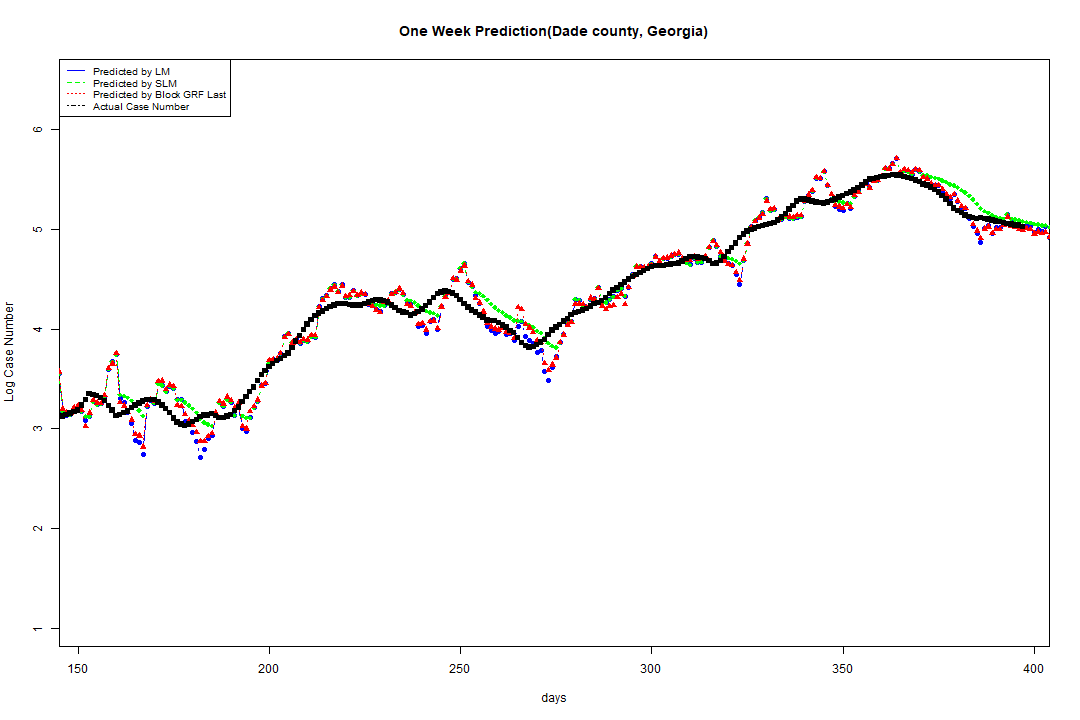 One Week Prediction(Dade county, Georgia)
Predicted by LM
Predicted by SLM
Predicted by Block GRF Last
Actual Case Number
Log Case Number
6
5
4
3
2
1
150 200 250 300 350 400
days